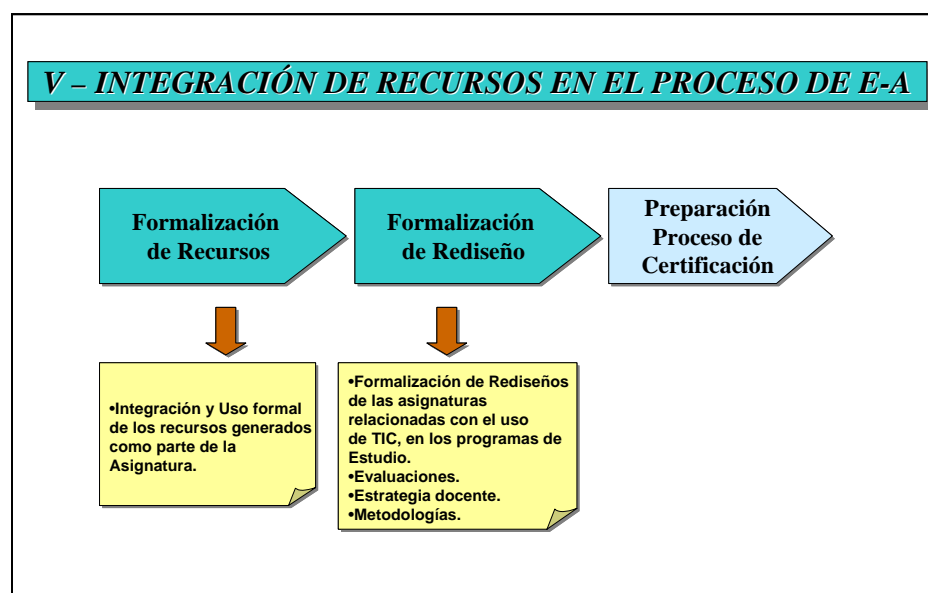 V – INTEGRACIÓN DE RECURSOS EN EL PROCESO DE E-A
Formalización
de Recursos
Formalización
de Rediseño
Preparación
Proceso de
Certificación
•Integración y Uso formal
de los recursos generados
como parte de la
Asignatura.
•Formalización de Rediseños
de las asignaturas
relacionadas con el uso
de TIC, en los programas de
Estudio.
•Evaluaciones.
•Estrategia docente.
•Metodologías.